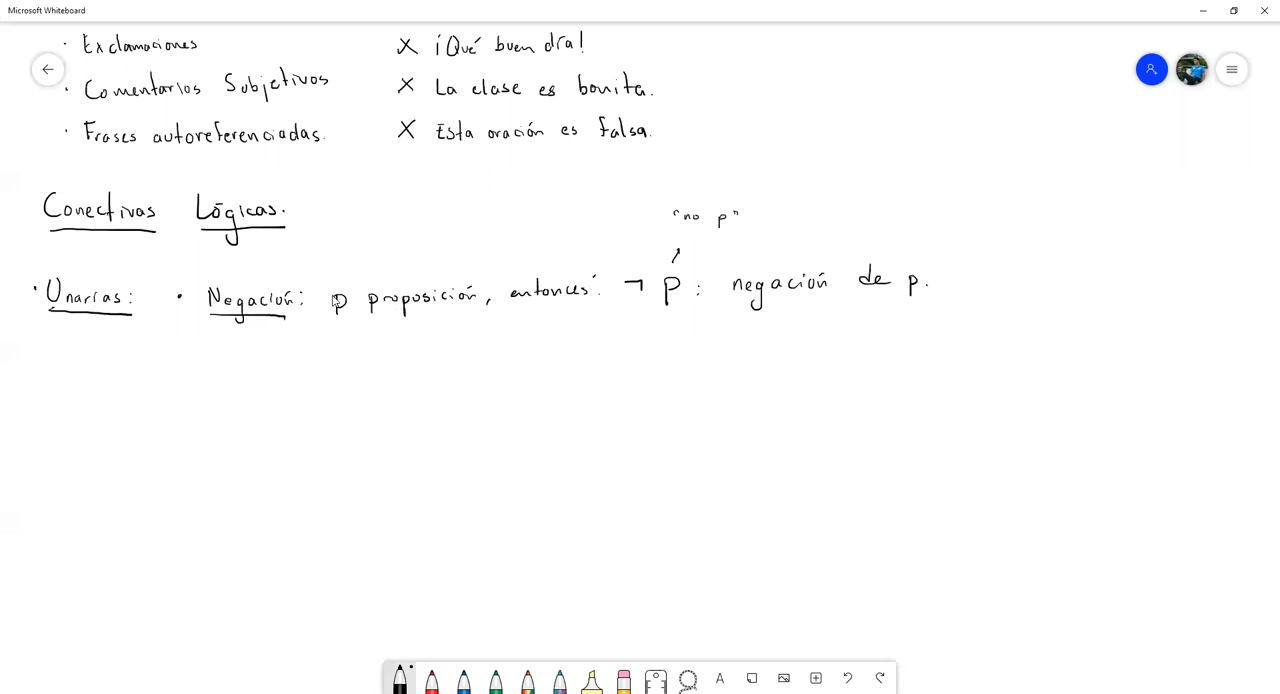 Microsoft Whiteboard
· Exclamaciones X ¡Qué buen día!
· Comentarios Subjetivos X La clase es bonita.
· Frases autoreferenciadas. X Esta oración es falsa.
Conectivas Lógicas.
"no p"
· Unarias: · Negación: p proposición, entonces: ¬ p : negación de p.
A